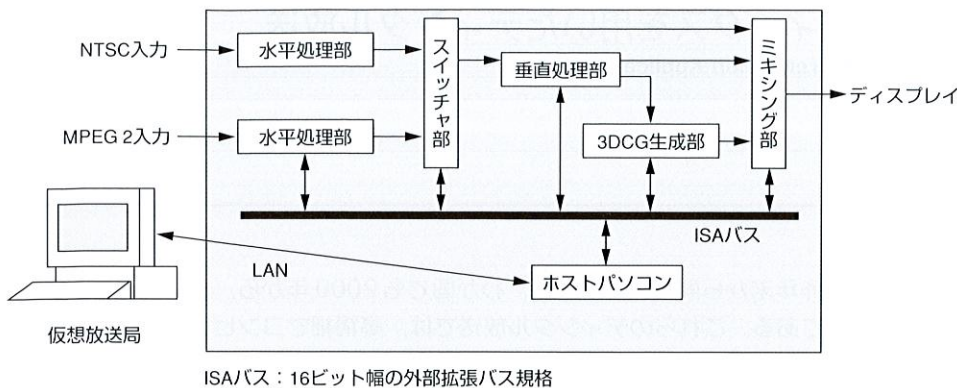 NTSC入力
水平処理部
スイッチャ部
垂直処理部
ミキシング部
ディスプレイ
MPEG 2入力
水平処理部
3DCG生成部
ISAバス
LAN
ホストパソコン
仮想放送局
ISAバス:16ビット幅の外部拡張バス規格